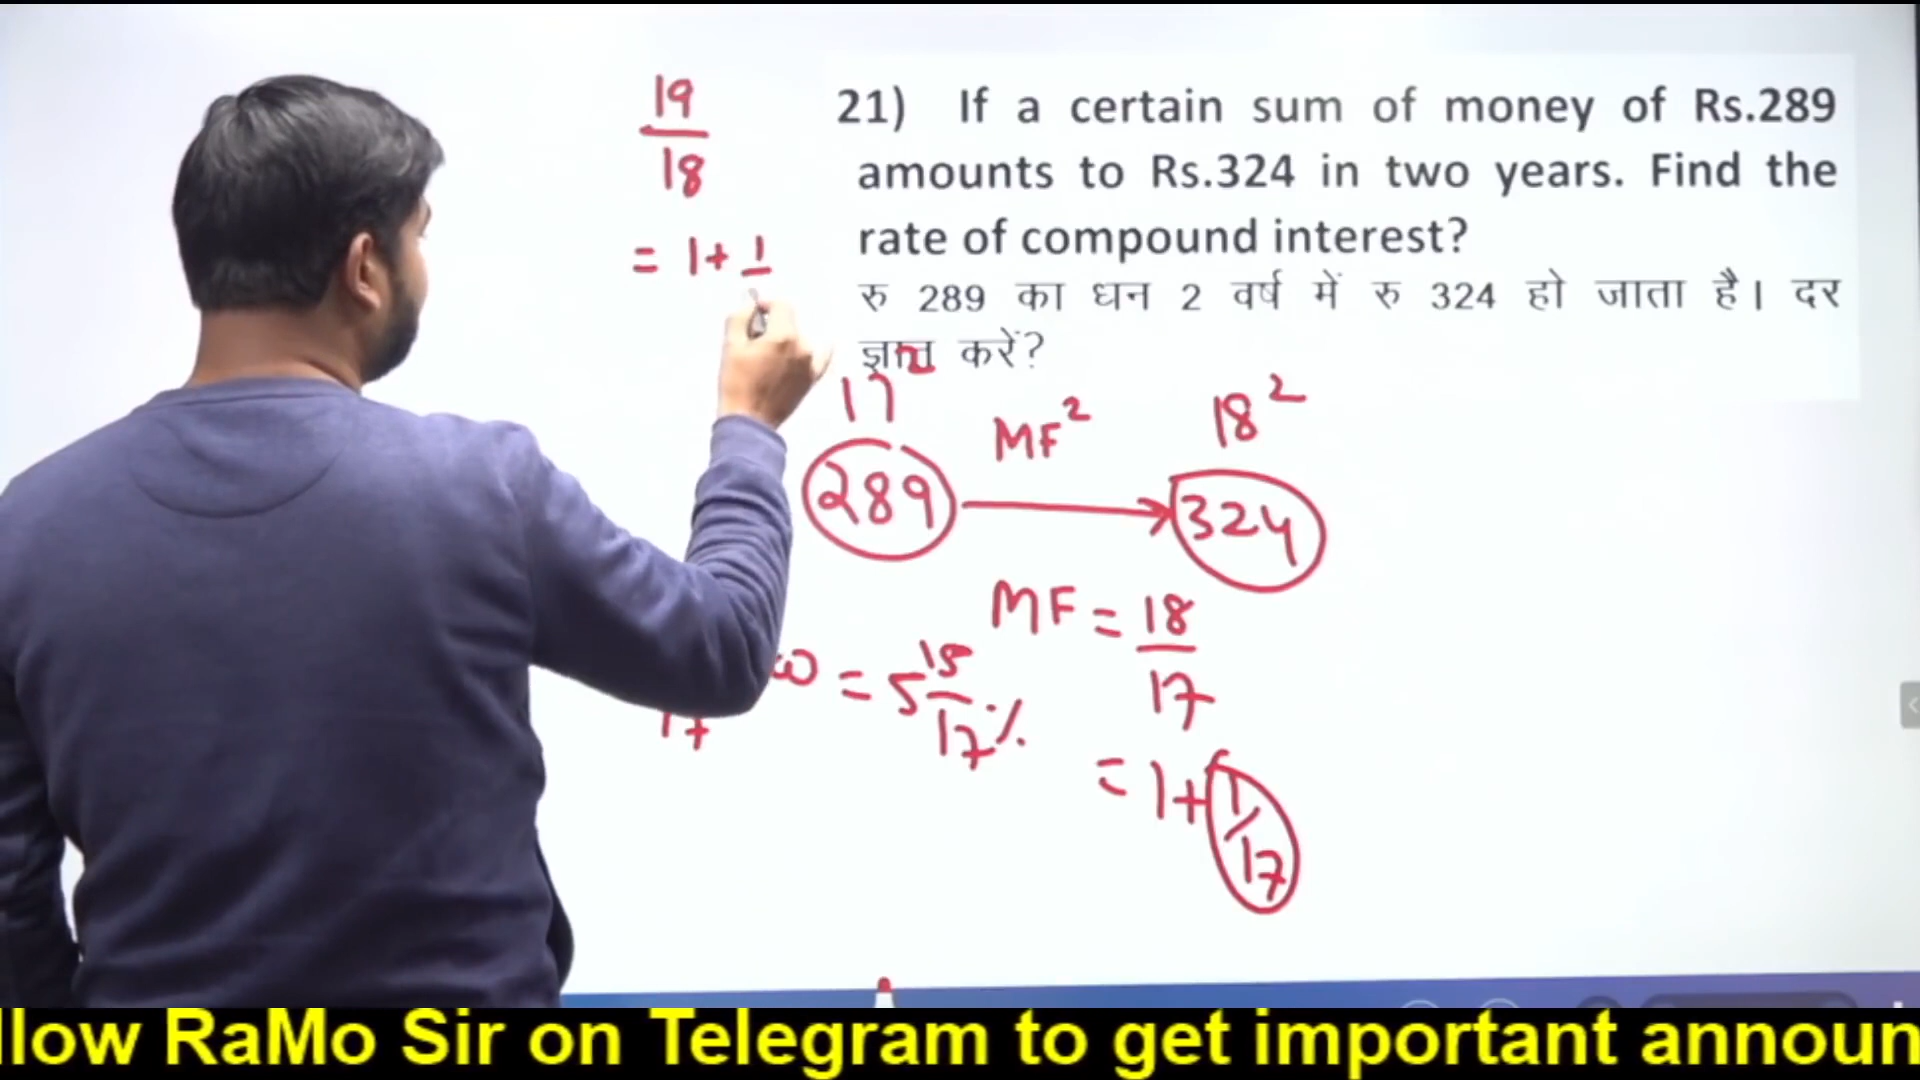 19
18
= 1 + 1
21) If a certain sum of money of Rs.289
amounts to Rs.324 in two years. Find the
rate of compound interest?
रु 289 का धन 2 वर्ष में रु 324 हो जाता है। दर
ज्ञात करें?
17² MF² 18²
289 → 324
MF = 18/17
= 5 15/17 %
17
= 1 + 1/17
llow RaMo Sir on Telegram to get important announ